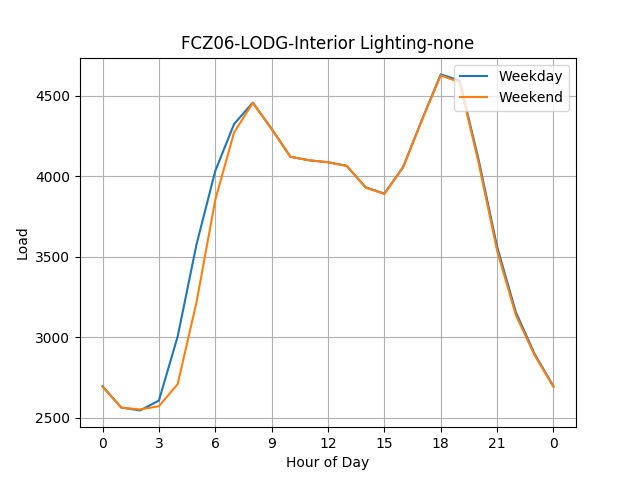 FCZ06-LODG-Interior Lighting-none
Weekday
Weekend
4500
4000
3500
3000
2500
Load
0 3 6 9 12 15 18 21 0
Hour of Day